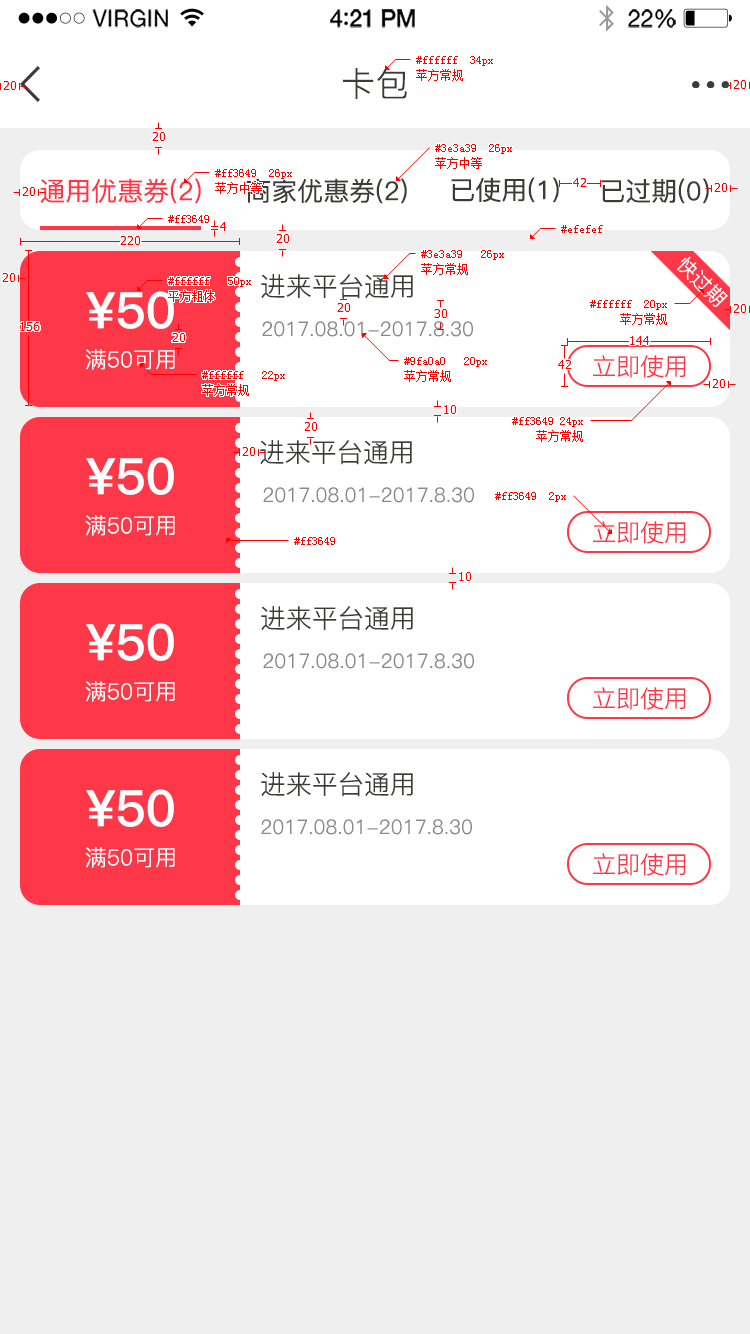 VIRGIN 4:21 PM 22%
#ffffff 34px
苹方常规
卡包
20
20
20
#3e3a39 26px
苹方中等
#ff3649 26px
苹方中等
20
通用优惠券(2) 商家优惠券(2) 已使用(1) 42 已过期(0) 20
#ff3649
4
#efefef
220
20
#3e3a39 26px
苹方常规
快过期
20
#ffffff 50px
平方粗体
进来平台通用
¥50
#ffffff 20px
苹方常规
20
20
30
156
2017.08.01-2017.8.30
20
144
满50可用
#9fa0a0 20px
苹方常规
42
立即使用
#ffffff 22px
苹方常规
20
10
#ff3649 24px
苹方常规
20
20
进来平台通用
¥50
2017.08.01-2017.8.30
#ff3649 2px
满50可用
立即使用
#ff3649
10
进来平台通用
¥50
2017.08.01-2017.8.30
满50可用
立即使用
进来平台通用
¥50
2017.08.01-2017.8.30
满50可用
立即使用